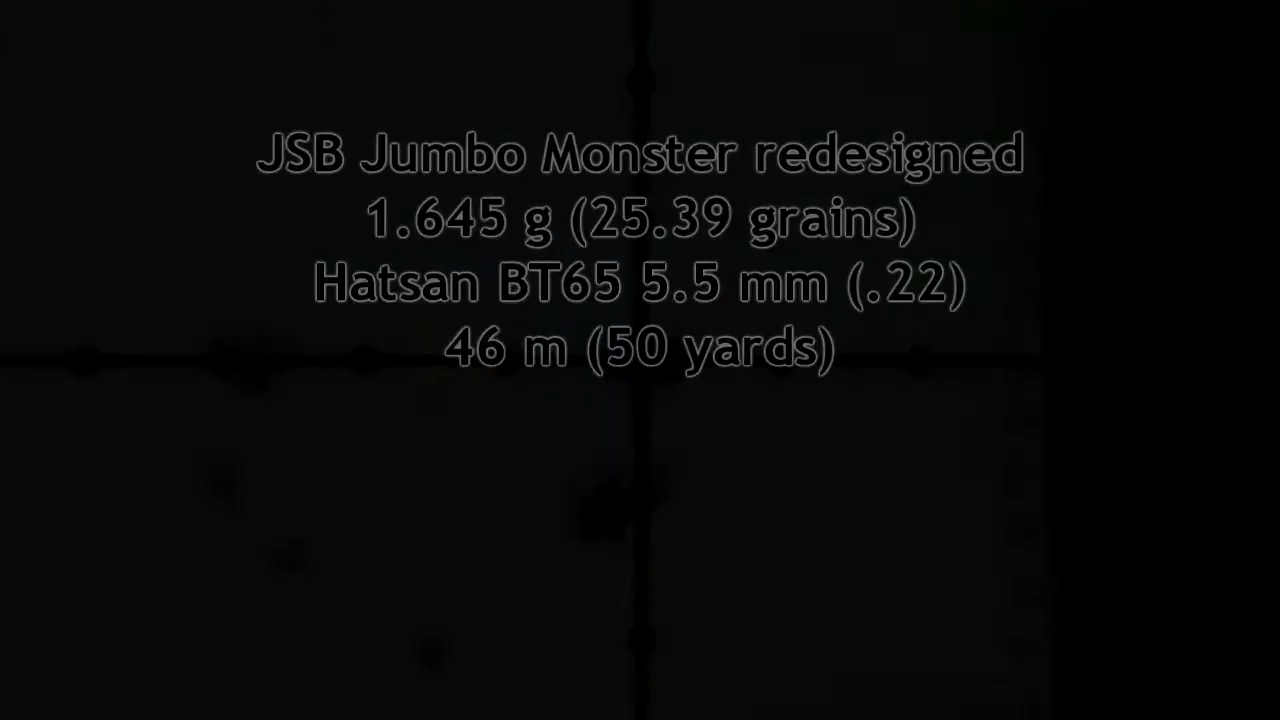 JSB Jumbo Monster redesigned
1.645 g (25.39 grains)
Hatsan BT65 5.5 mm (.22)
46 m (50 yards)